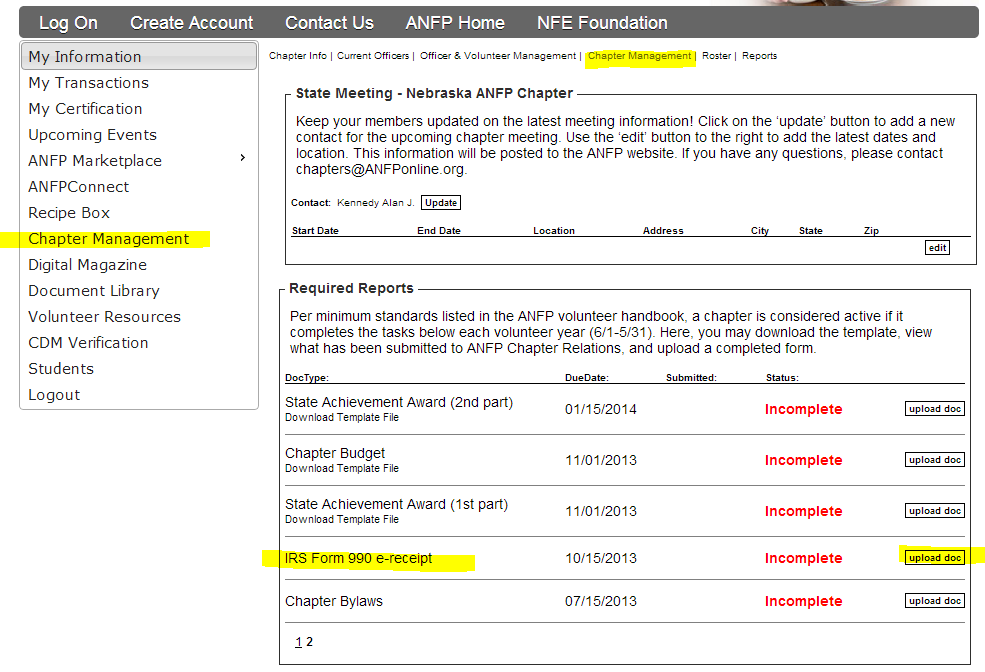 Log On Create Account Contact Us ANFP Home NFE Foundation
My Information
My Transactions
My Certification
Upcoming Events
ANFP Marketplace ›
ANFPConnect
Recipe Box
Chapter Management
Digital Magazine
Document Library
Volunteer Resources
CDM Verification
Students
Logout
Chapter Info | Current Officers | Officer & Volunteer Management | Chapter Management | Roster | Reports
State Meeting - Nebraska ANFP Chapter
Keep your members updated on the latest meeting information! Click on the ‘update’ button to add a new
contact for the upcoming chapter meeting. Use the ‘edit’ button to the right to add the latest dates and
location. This information will be posted to the ANFP website. If you have any questions, please contact
chapters@ANFPonline.org.
Contact: Kennedy Alan J. Update
Start Date End Date Location Address City State Zip
edit
Required Reports
Per minimum standards listed in the ANFP volunteer handbook, a chapter is considered active if it
completes the tasks below each volunteer year (6/1-5/31). Here, you may download the template, view
what has been submitted to ANFP Chapter Relations, and upload a completed form.
DocType: DueDate: Submitted: Status:
State Achievement Award (2nd part) 01/15/2014 Incomplete upload doc
Download Template File
Chapter Budget 11/01/2013 Incomplete upload doc
Download Template File
State Achievement Award (1st part) 11/01/2013 Incomplete upload doc
Download Template File
IRS Form 990 e-receipt 10/15/2013 Incomplete upload doc
Chapter Bylaws 07/15/2013 Incomplete upload doc
1 2